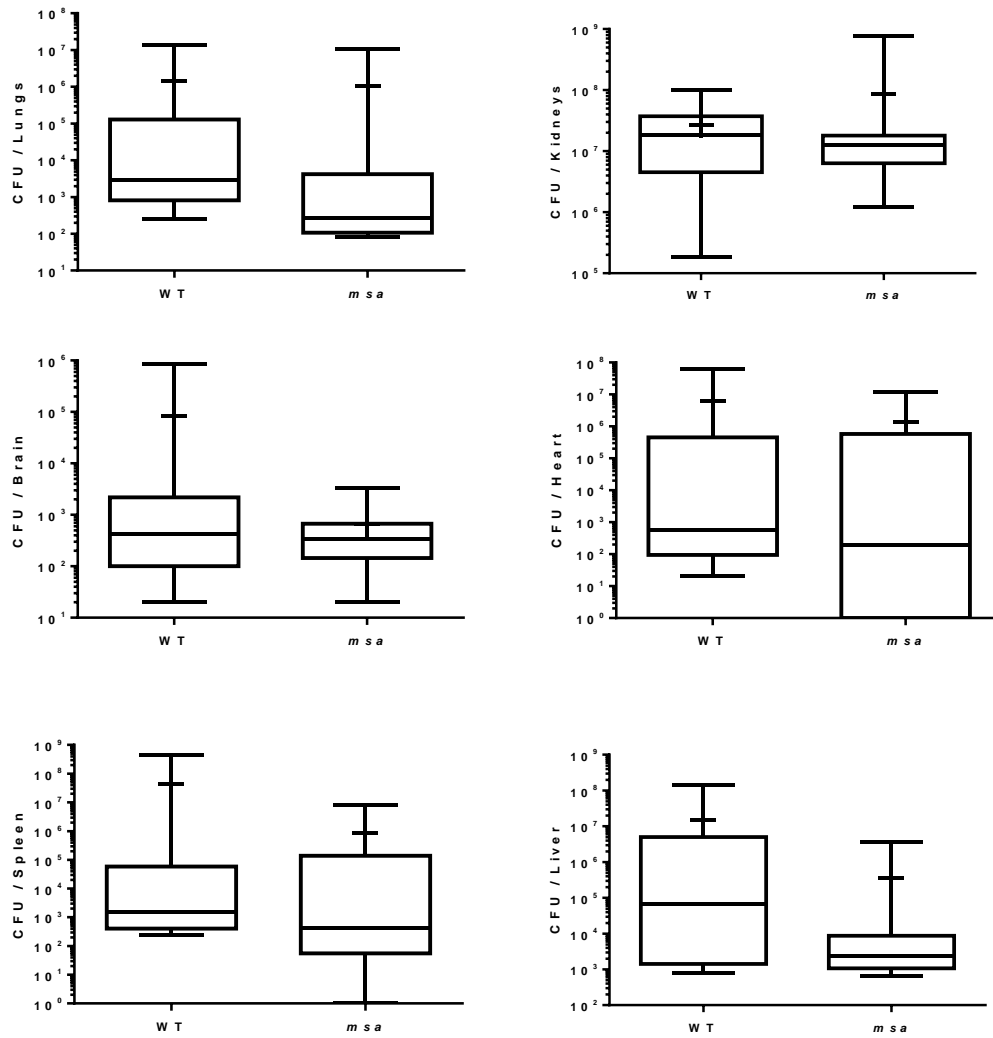 CFU / Lungs
10⁸
10⁷
10⁶
10⁵
10⁴
10³
10²
10¹
WT
msa
CFU / Kidneys
10⁹
10⁸
10⁷
10⁶
10⁵
WT
msa
CFU / Brain
10⁶
10⁵
10⁴
10³
10²
10¹
WT
msa
CFU / Heart
10⁸
10⁷
10⁶
10⁵
10⁴
10³
10²
10¹
10⁰
WT
msa
CFU / Spleen
10⁹
10⁸
10⁷
10⁶
10⁵
10⁴
10³
10²
10¹
10⁰
WT
msa
CFU / Liver
10⁹
10⁸
10⁷
10⁶
10⁵
10⁴
10³
10²
WT
msa